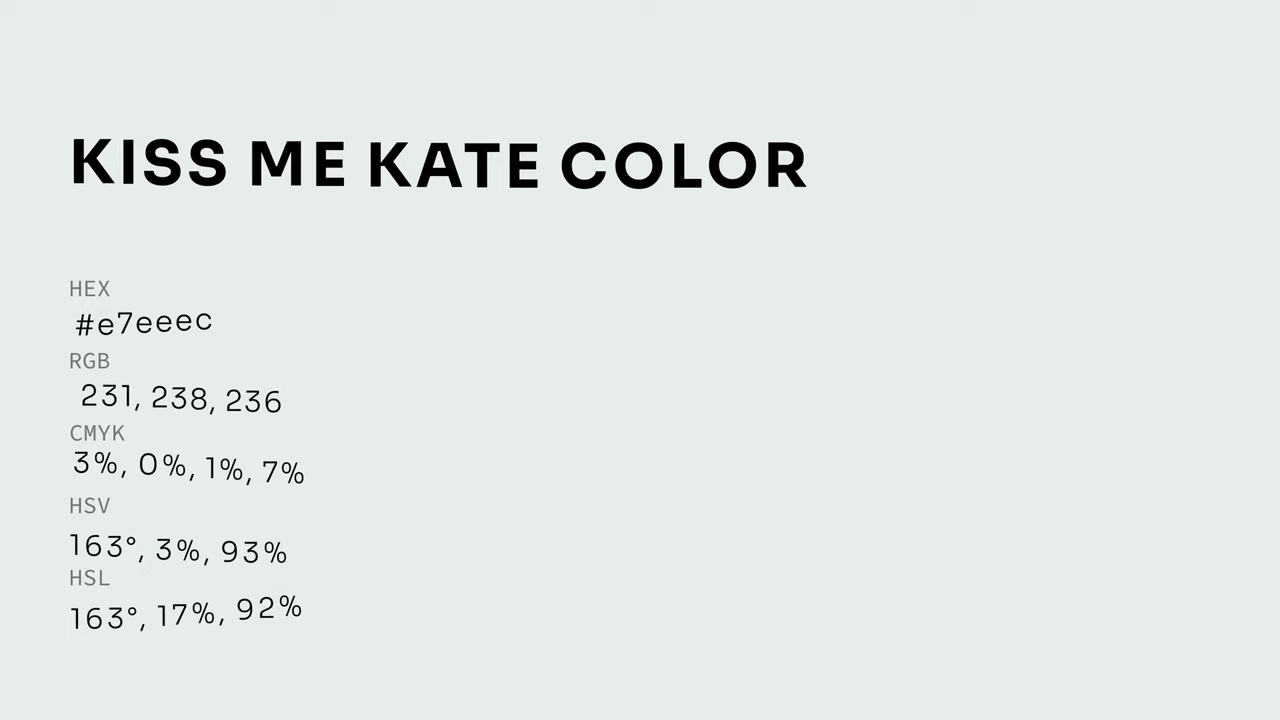 KISS ME KATE COLOR
HEX
#e7eeec
RGB
231, 238, 236
CMYK
3%, 0%, 1%, 7%
HSV
163°, 3%, 93%
HSL
163°, 17%, 92%